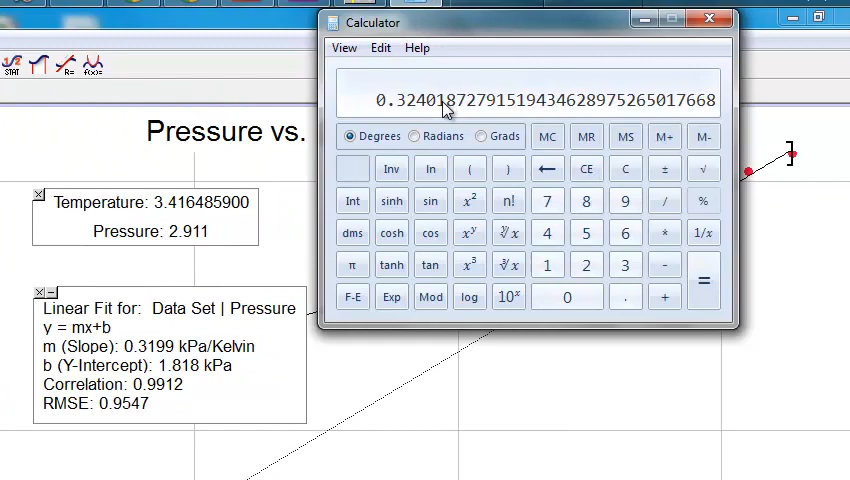 Calculator
View Edit Help
0.32401872791519434628975265017668
Degrees Radians Grads MC MR MS M+ M-
Inv ln ( ) ← CE C ± √
Int sinh sin x² n! 7 8 9 / %
dms cosh cos xʸ ʸ√x 4 5 6 * 1/x
π tanh tan x³ ³√x 1 2 3 - =
F-E Exp Mod log 10ˣ 0 . +
STAT R= f(x)=
Pressure vs.
Temperature: 3.416485900
Pressure: 2.911
Linear Fit for: Data Set | Pressure
y = mx+b
m (Slope): 0.3199 kPa/Kelvin
b (Y-Intercept): 1.818 kPa
Correlation: 0.9912
RMSE: 0.9547